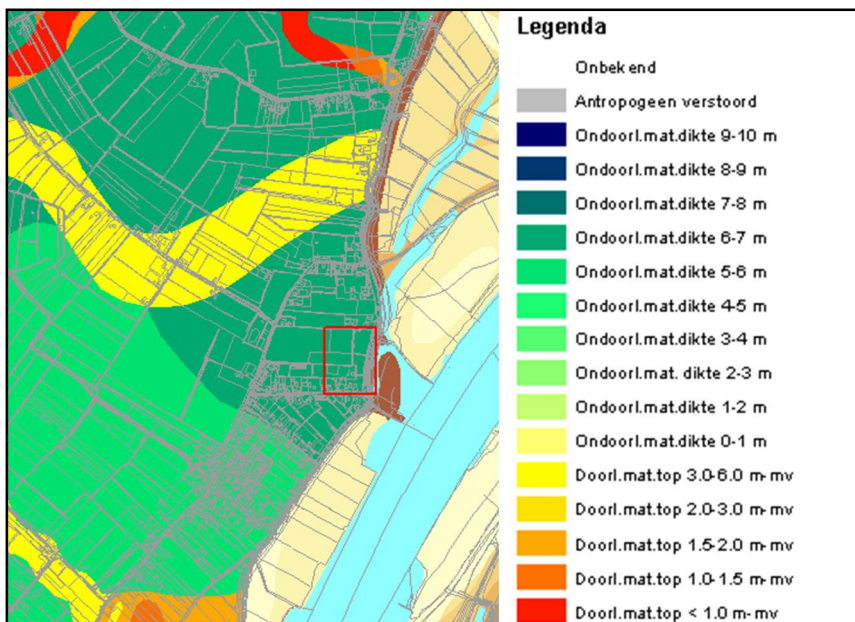 Legenda
Onbekend
Antropogeen verstoord
Ondoorl.mat.dikte 9-10 m
Ondoorl.mat.dikte 8-9 m
Ondoorl.mat.dikte 7-8 m
Ondoorl.mat.dikte 6-7 m
Ondoorl.mat.dikte 5-6 m
Ondoorl.mat.dikte 4-5 m
Ondoorl.mat.dikte 3-4 m
Ondoorl.mat. dikte 2-3 m
Ondoorl.mat.dikte 1-2 m
Ondoorl.mat.dikte 0-1 m
Doorl.mat.top 3.0-6.0 m-mv
Doorl.mat.top 2.0-3.0 m-mv
Doorl.mat.top 1.5-2.0 m-mv
Doorl.mat.top 1.0-1.5 m-mv
Doorl.mat.top < 1.0 m-mv